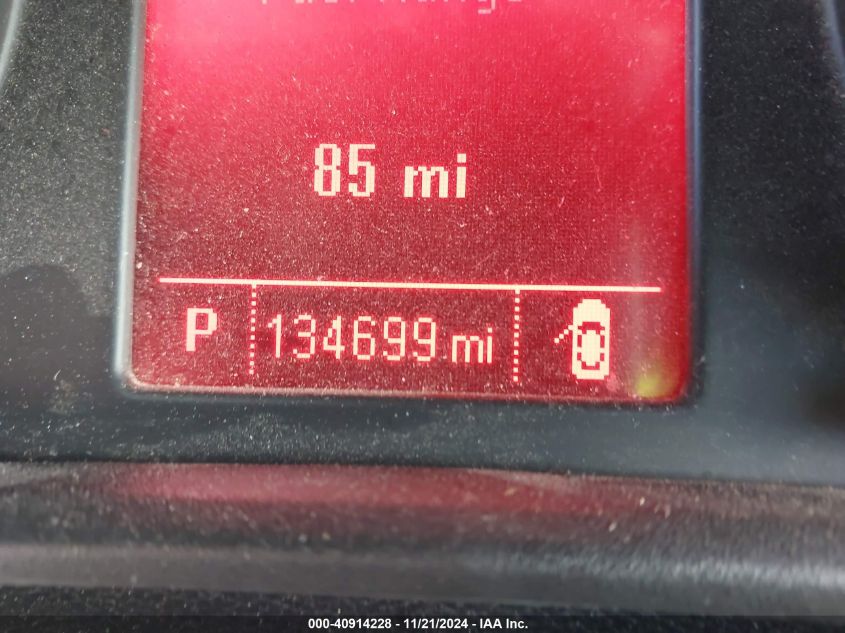 85 mi
P 134699 mi
000-40914228 - 11/21/2024 - IAA Inc.